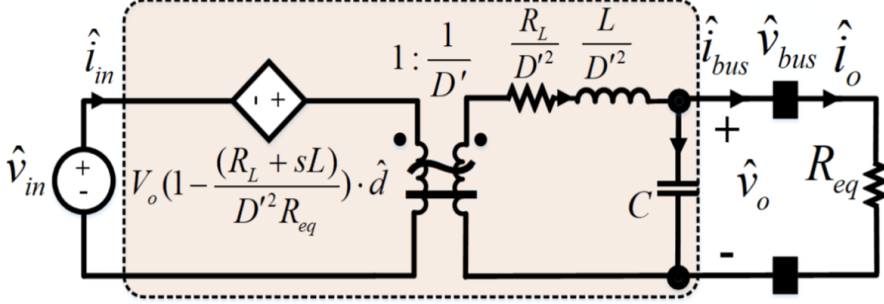 î_in
- +
1 : 1/D'
R_L/D'²
L/D'²
î_bus
v̂_bus
î_o
v̂_in
+
-
V_o(1 - (R_L + sL)/(D'² R_eq)) · d̂
C
+
v̂_o
-
R_eq